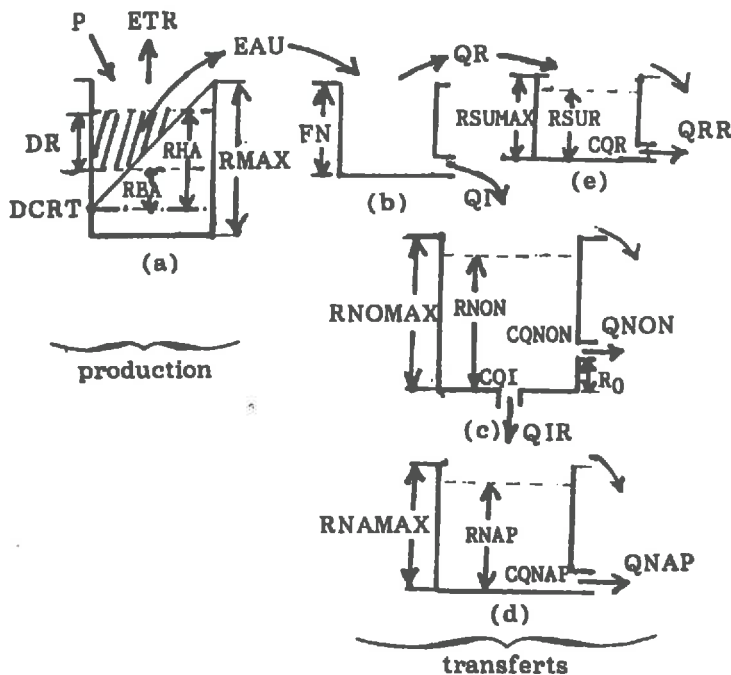 P ETR
EAU QR
DR RHA RMAX FN RSUMAX RSUR CQR QRR
RBA
DCRT
(a) (b) QI (e)
production
RNOMAX RNON CQNON QNON
CQI R0
(c) QIR
RNAMAX RNAP CQNAP QNAP
(d)
transferts